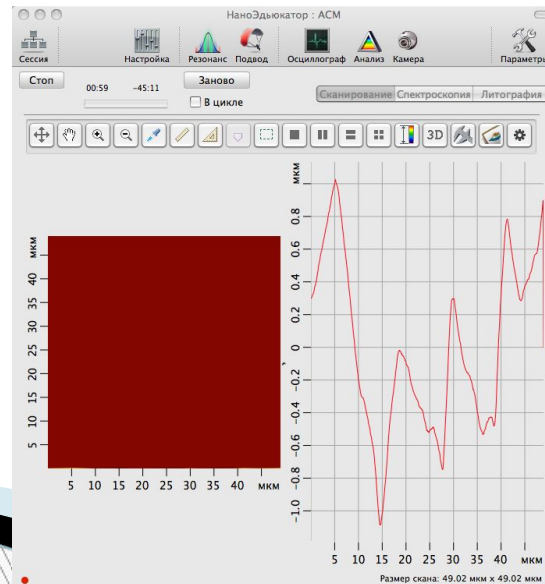 НаноЭдьюкатор : АСМ
Сессия Настройка Резонанс Подвод Осциллограф Анализ Камера Параметры
Стоп 00:59 -45:11 Заново
В цикле
Сканирование Спектроскопия Литография
3D
мкм
40
35
30
25
20
15
10
5
5 10 15 20 25 30 35 40 мкм
мкм
0.8
0.6
0.4
0.2
0
-0.2
-0.4
-0.6
-0.8
-1.0
5 10 15 20 25 30 35 40 мкм
Размер скана: 49.02 мкм x 49.02 мкм